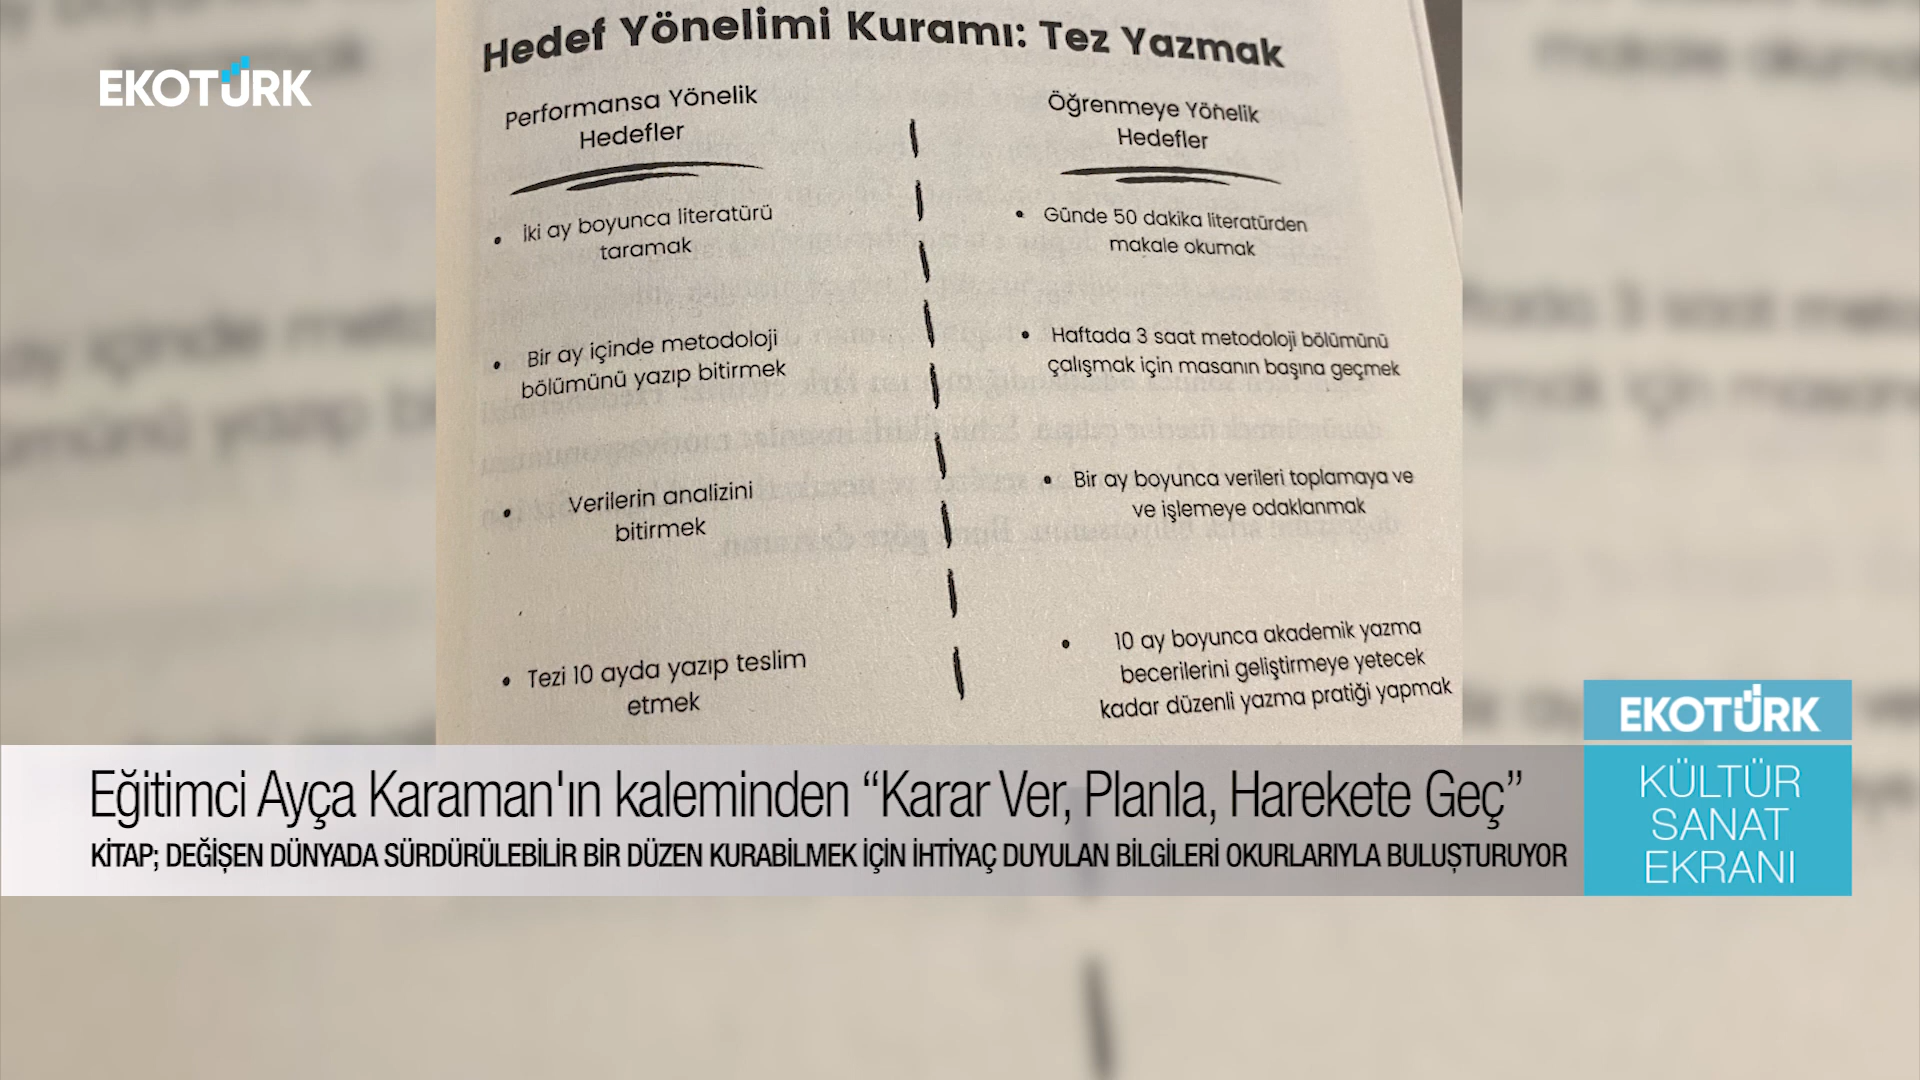 EKOTÜRK
Hedef Yönelimi Kuramı: Tez Yazmak
Performansa Yönelik
Hedefler
• İki ay boyunca literatürü
taramak
• Bir ay içinde metodoloji
bölümünü yazıp bitirmek
• Verilerin analizini
bitirmek
• Tezi 10 ayda yazıp teslim
etmek
Öğrenmeye Yönelik
Hedefler
• Günde 50 dakika literatürden
makale okumak
• Haftada 3 saat metodoloji bölümünü
çalışmak için masanın başına geçmek
• Bir ay boyunca verileri toplamaya ve
ve işlemeye odaklanmak
• 10 ay boyunca akademik yazma
becerilerini geliştirmeye yetecek
kadar düzenli yazma pratiği yapmak
Eğitimci Ayça Karaman'ın kaleminden “Karar Ver, Planla, Harekete Geç”
KİTAP; DEĞİŞEN DÜNYADA SÜRDÜRÜLEBİLİR BİR DÜZEN KURABİLMEK İÇİN İHTİYAÇ DUYULAN BİLGİLERİ OKURLARIYLA BULUŞTURUYOR
EKOTÜRK
KÜLTÜR
SANAT
EKRANI